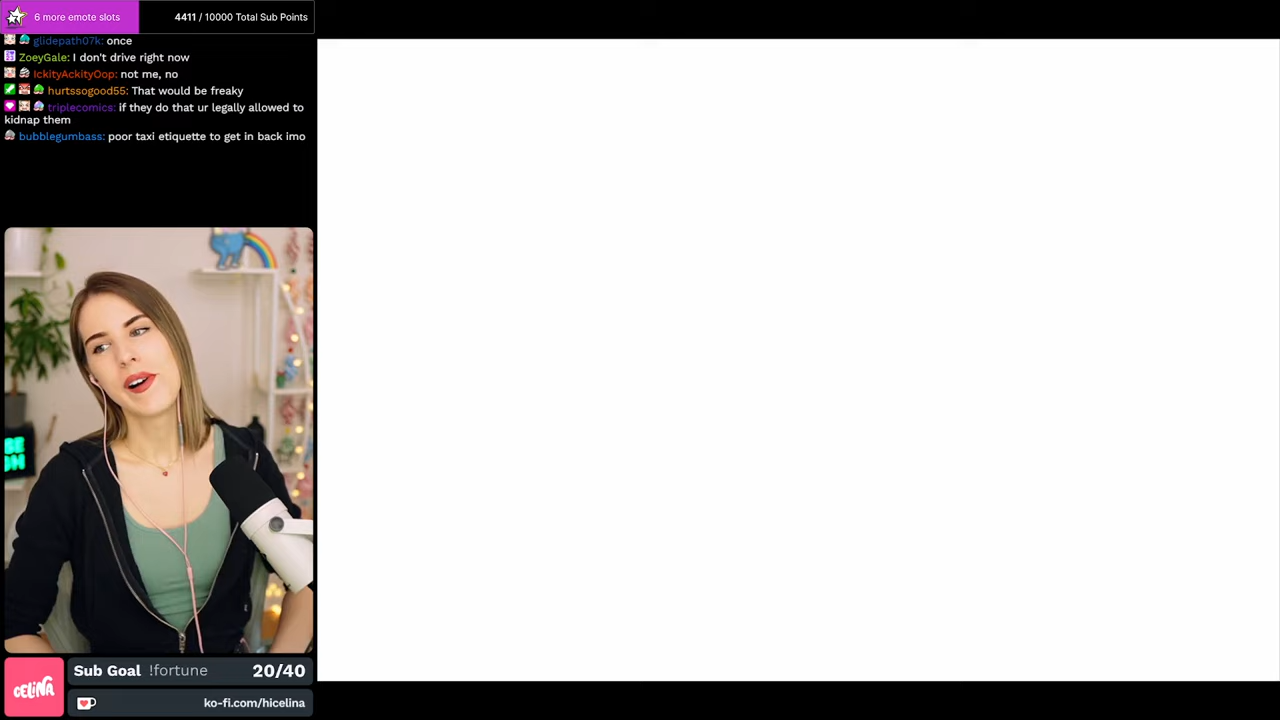 6 more emote slots
4411 / 10000 Total Sub Points
glidepath07k: once
ZoeyGale: I don't drive right now
IckityAckityOop: not me, no
hurtssogood55: That would be freaky
triplecomics: if they do that ur legally allowed to
kidnap them
bubblegumbass: poor taxi etiquette to get in back imo
CELINA
Sub Goal !fortune 20/40
ko-fi.com/hicelina